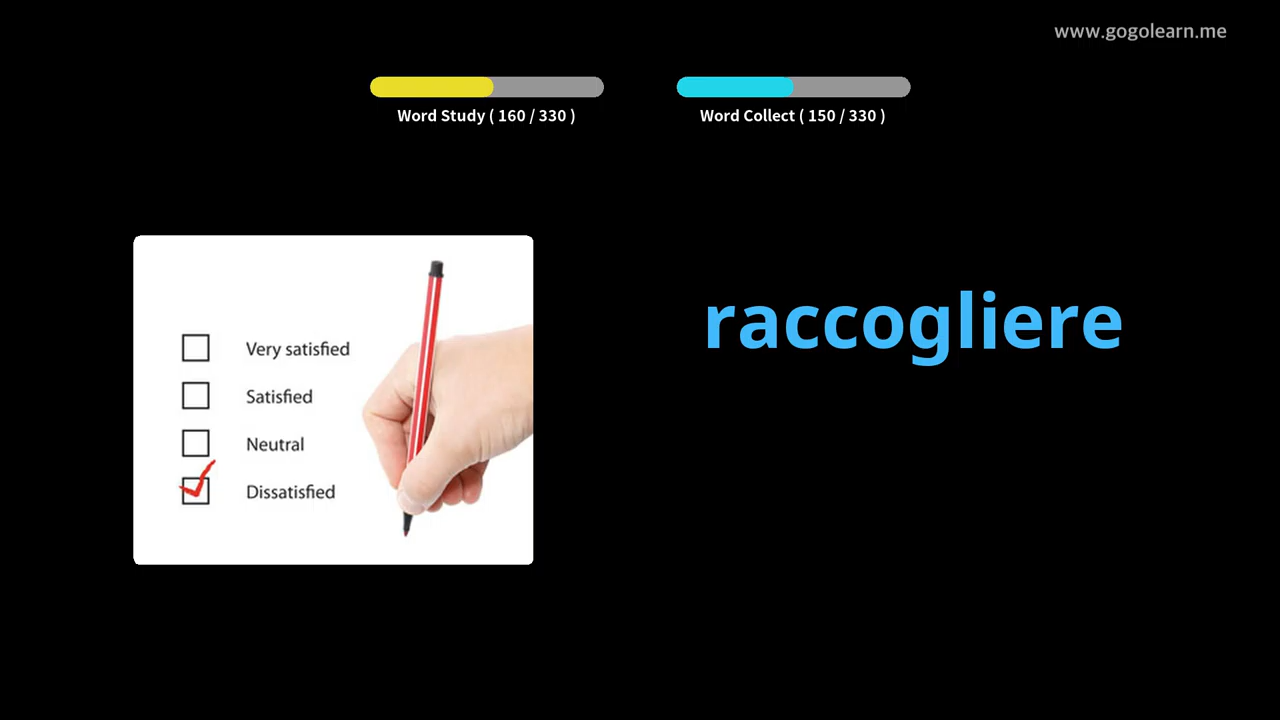 www.gogolearn.me
Word Study ( 160 / 330 )
Word Collect ( 150 / 330 )
Very satisfied
Satisfied
Neutral
Dissatisfied
raccogliere